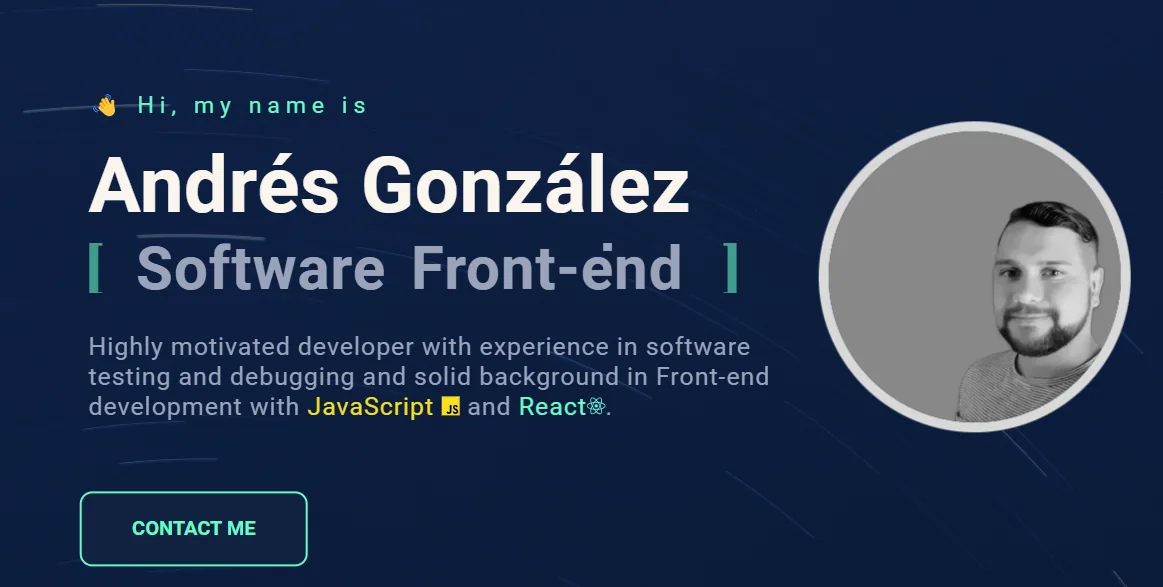 👋 Hi, my name is
Andrés González
[ Software Front-end ]
Highly motivated developer with experience in software
testing and debugging and solid background in Front-end
development with JavaScript JS and React.
CONTACT ME